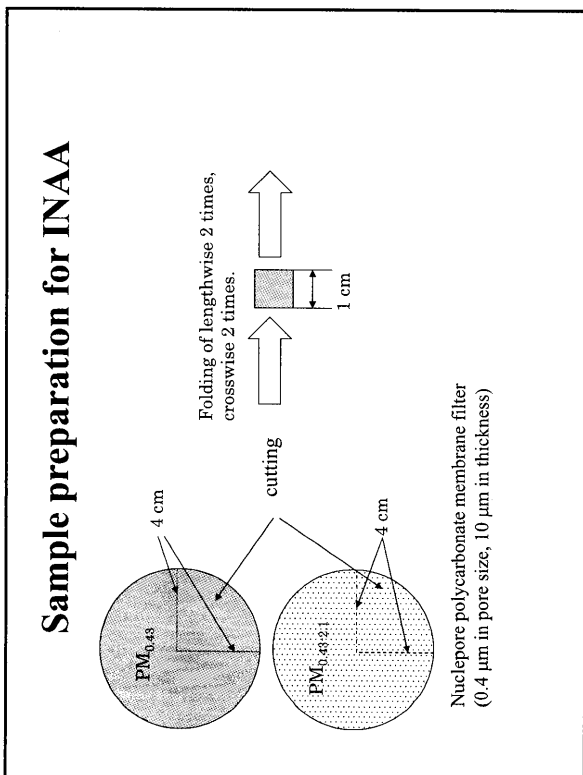 Sample preparation for INAA
PM0.43
4 cm
cutting
Folding of lengthwise 2 times,
crosswise 2 times.
1 cm
PM0.43-2.1
4 cm
Nuclepore polycarbonate membrane filter
(0.4 µm in pore size, 10 µm in thickness)